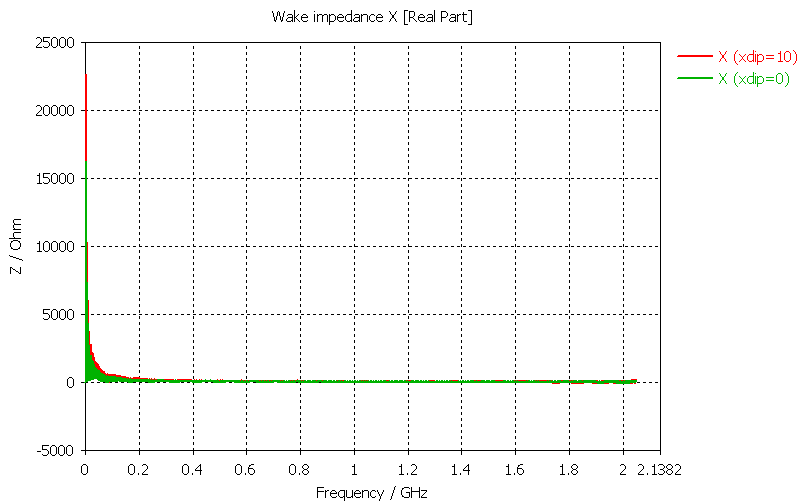 Wake impedance X [Real Part]
25000
20000
15000
10000
5000
0
-5000
Z / Ohm
0 0.2 0.4 0.6 0.8 1 1.2 1.4 1.6 1.8 2 2.1382
Frequency / GHz
X (xdip=10)
X (xdip=0)